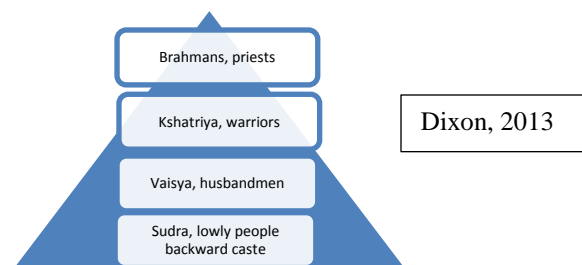 Brahmans, priests
Kshatriya, warriors
Dixon, 2013
Vaisya, husbandmen
Sudra, lowly people
backward caste